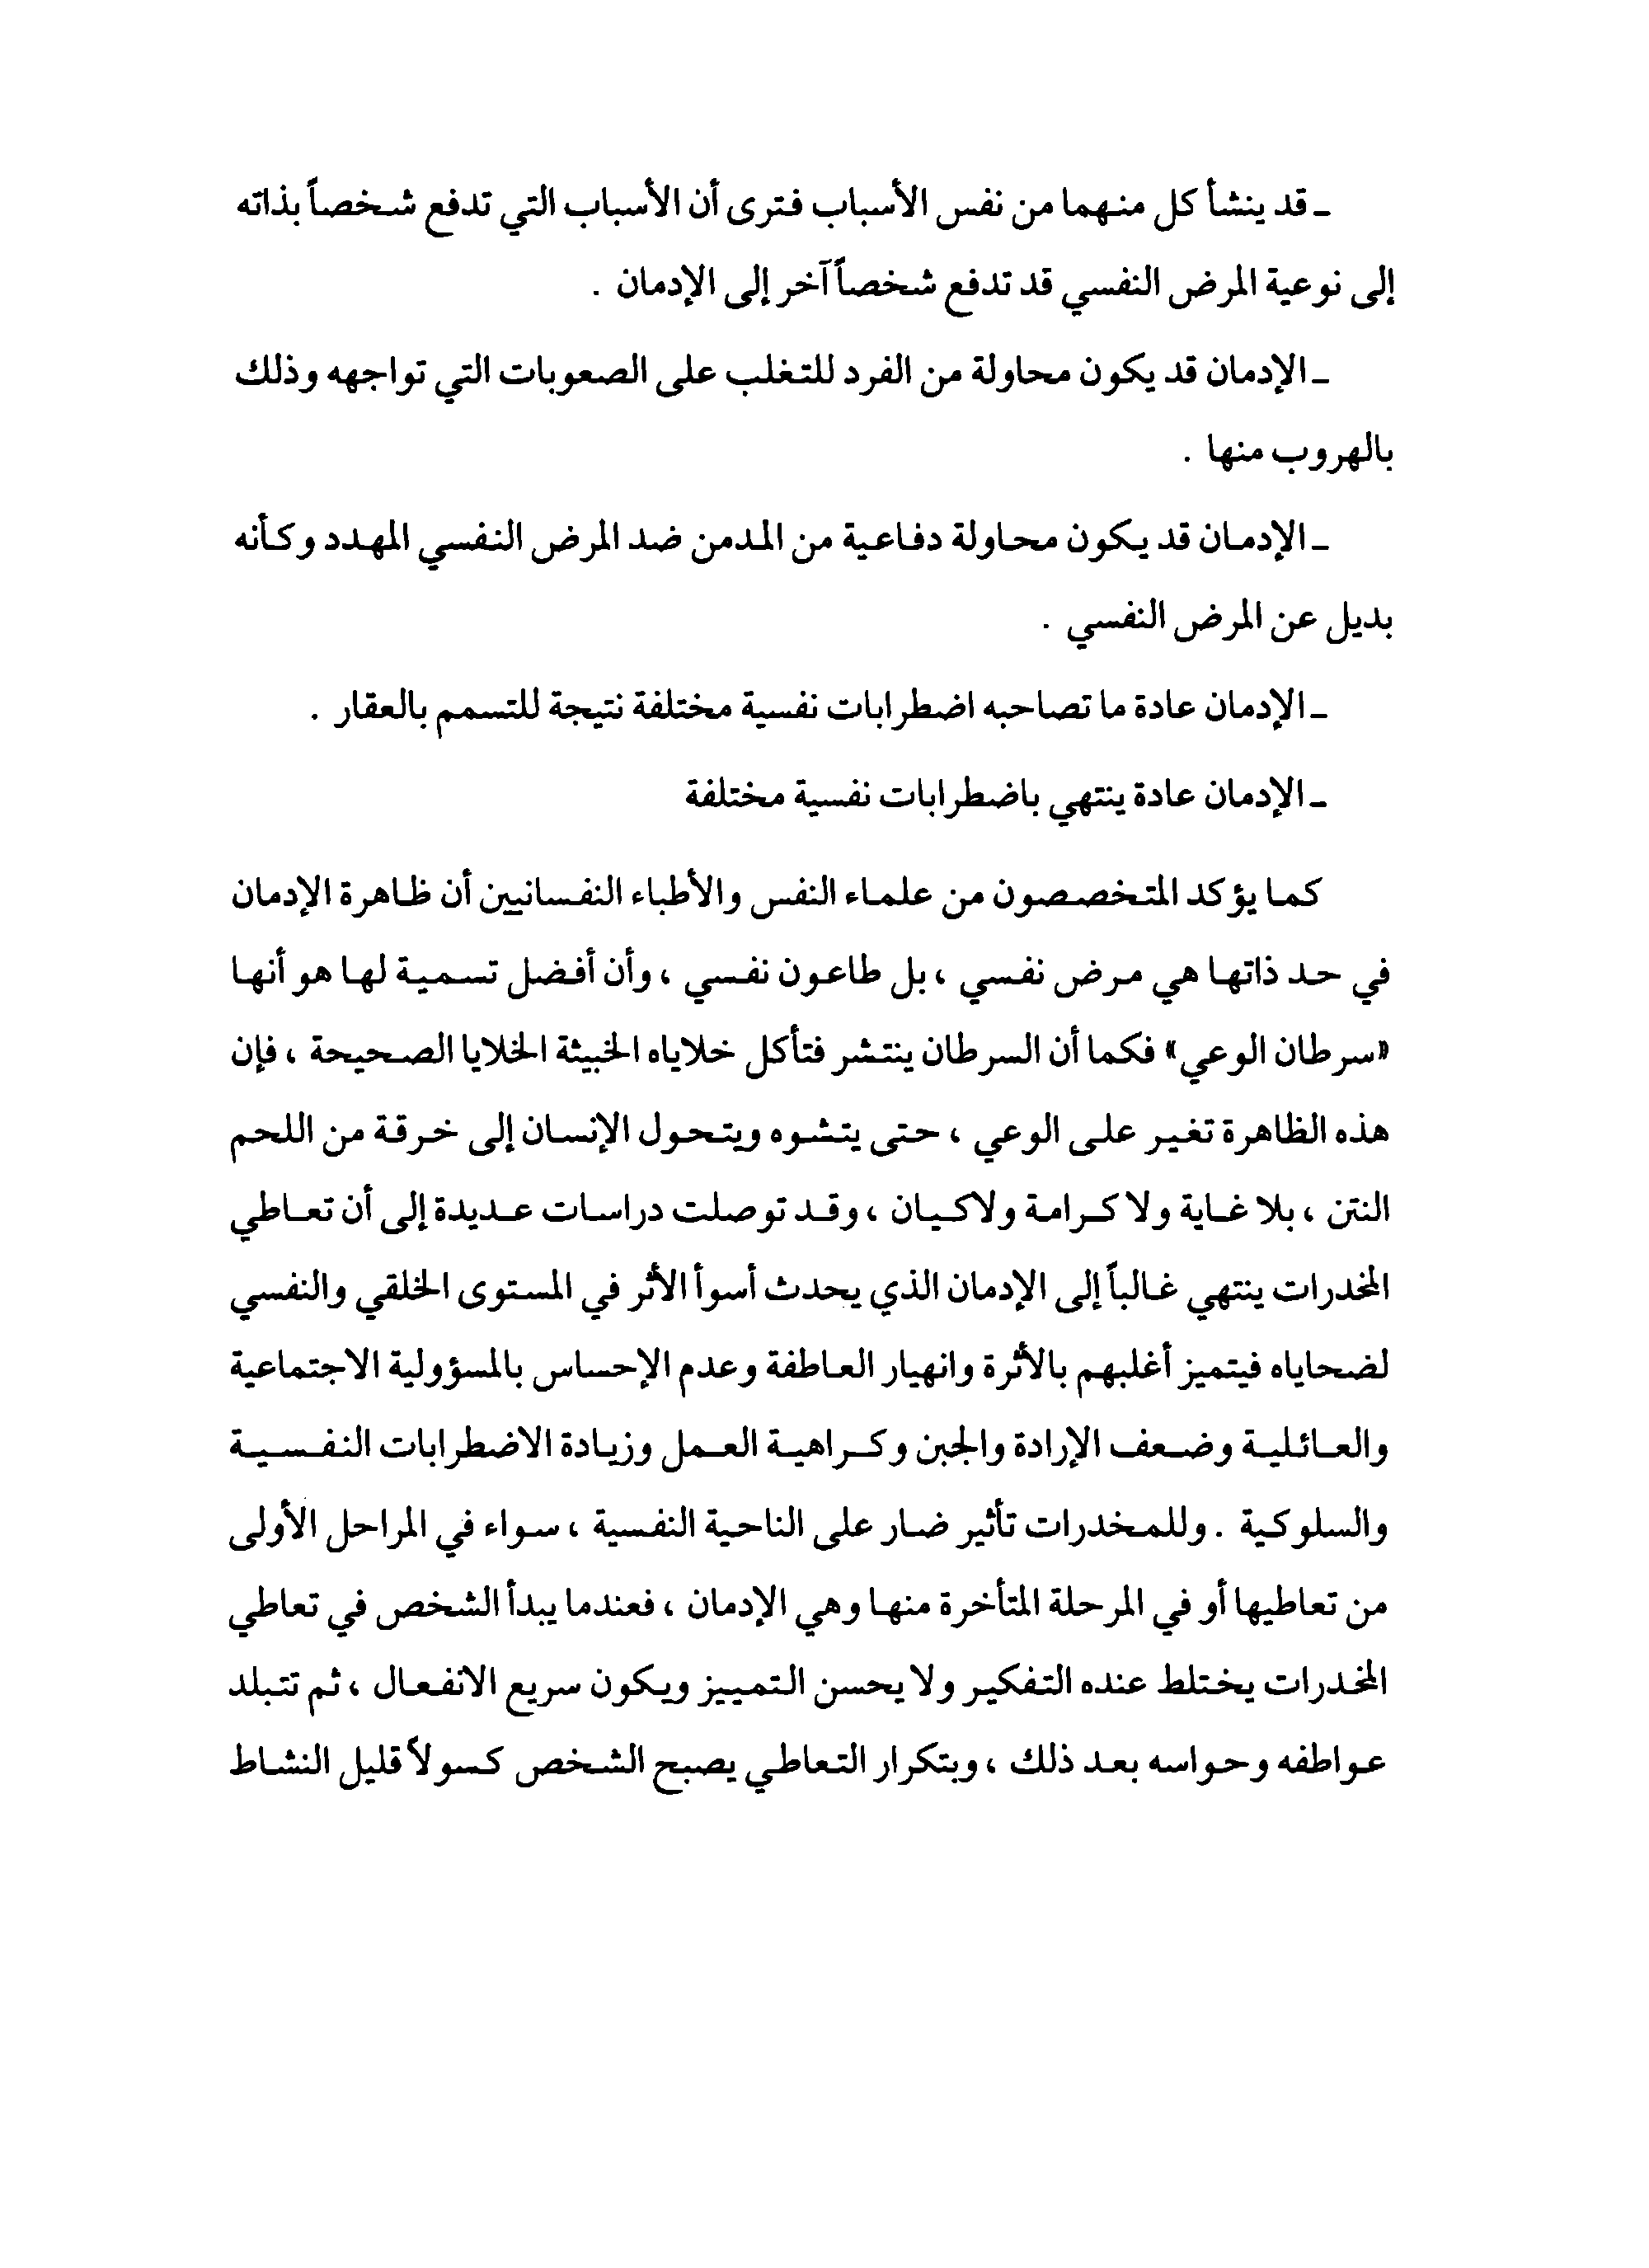 ـ قد ينشأ كل منهما من نفس الأسباب فترى أن الأسباب التي تدفع شخصاً بذاته
إلى نوعية المرض النفسي قد تدفع شخصاً آخر إلى الإدمان .
ـ الإدمان قد يكون محاولة من الفرد للتغلب على الصعوبات التي تواجهه وذلك
بالهروب منها .
ـ الإدمان قد يكون محاولة دفاعية من المدمن ضد المرض النفسي المهدد وكأنه
بديل عن المرض النفسي .
ـ الإدمان عادة ما تصاحبه اضطرابات نفسية مختلفة نتيجة للتسمم بالعقار .
ـ الإدمان عادة ينتهي باضطرابات نفسية مختلفة
كما يؤكد المتخصصون من علماء النفس والأطباء النفسانيين أن ظاهرة الإدمان
في حد ذاتها هي مرض نفسي ، بل طاعون نفسي ، وأن أفضل تسمية لها هو أنها
«سرطان الوعي» فكما أن السرطان ينتشر فتأكل خلاياه الخبيثة الخلايا الصحيحة ، فإن
هذه الظاهرة تغير على الوعي ، حتى يتشوه ويتحول الإنسان إلى خرقة من اللحم
النتن ، بلا غاية ولا كرامة ولاكيان ، وقد توصلت دراسات عديدة إلى أن تعاطي
المخدرات ينتهي غالباً إلى الإدمان الذي يحدث أسوأ الأثر في المستوى الخلقي والنفسي
لضحاياه فيتميز أغلبهم بالأثرة وانهيار العاطفة وعدم الإحساس بالمسؤولية الاجتماعية
والعائلية وضعف الإرادة والجبن وكراهية العمل وزيادة الاضطرابات النفسية
والسلوكية . وللمخدرات تأثير ضار على الناحية النفسية ، سواء في المراحل الأولى
من تعاطيها أو في المرحلة المتأخرة منها وهي الإدمان ، فعندما يبدأ الشخص في تعاطي
المخدرات يختلط عنده التفكير ولا يحسن التمييز ويكون سريع الانفعال ، ثم تتبلد
عواطفه وحواسه بعد ذلك ، وبتكرار التعاطي يصبح الشخص كسولاً قليل النشاط